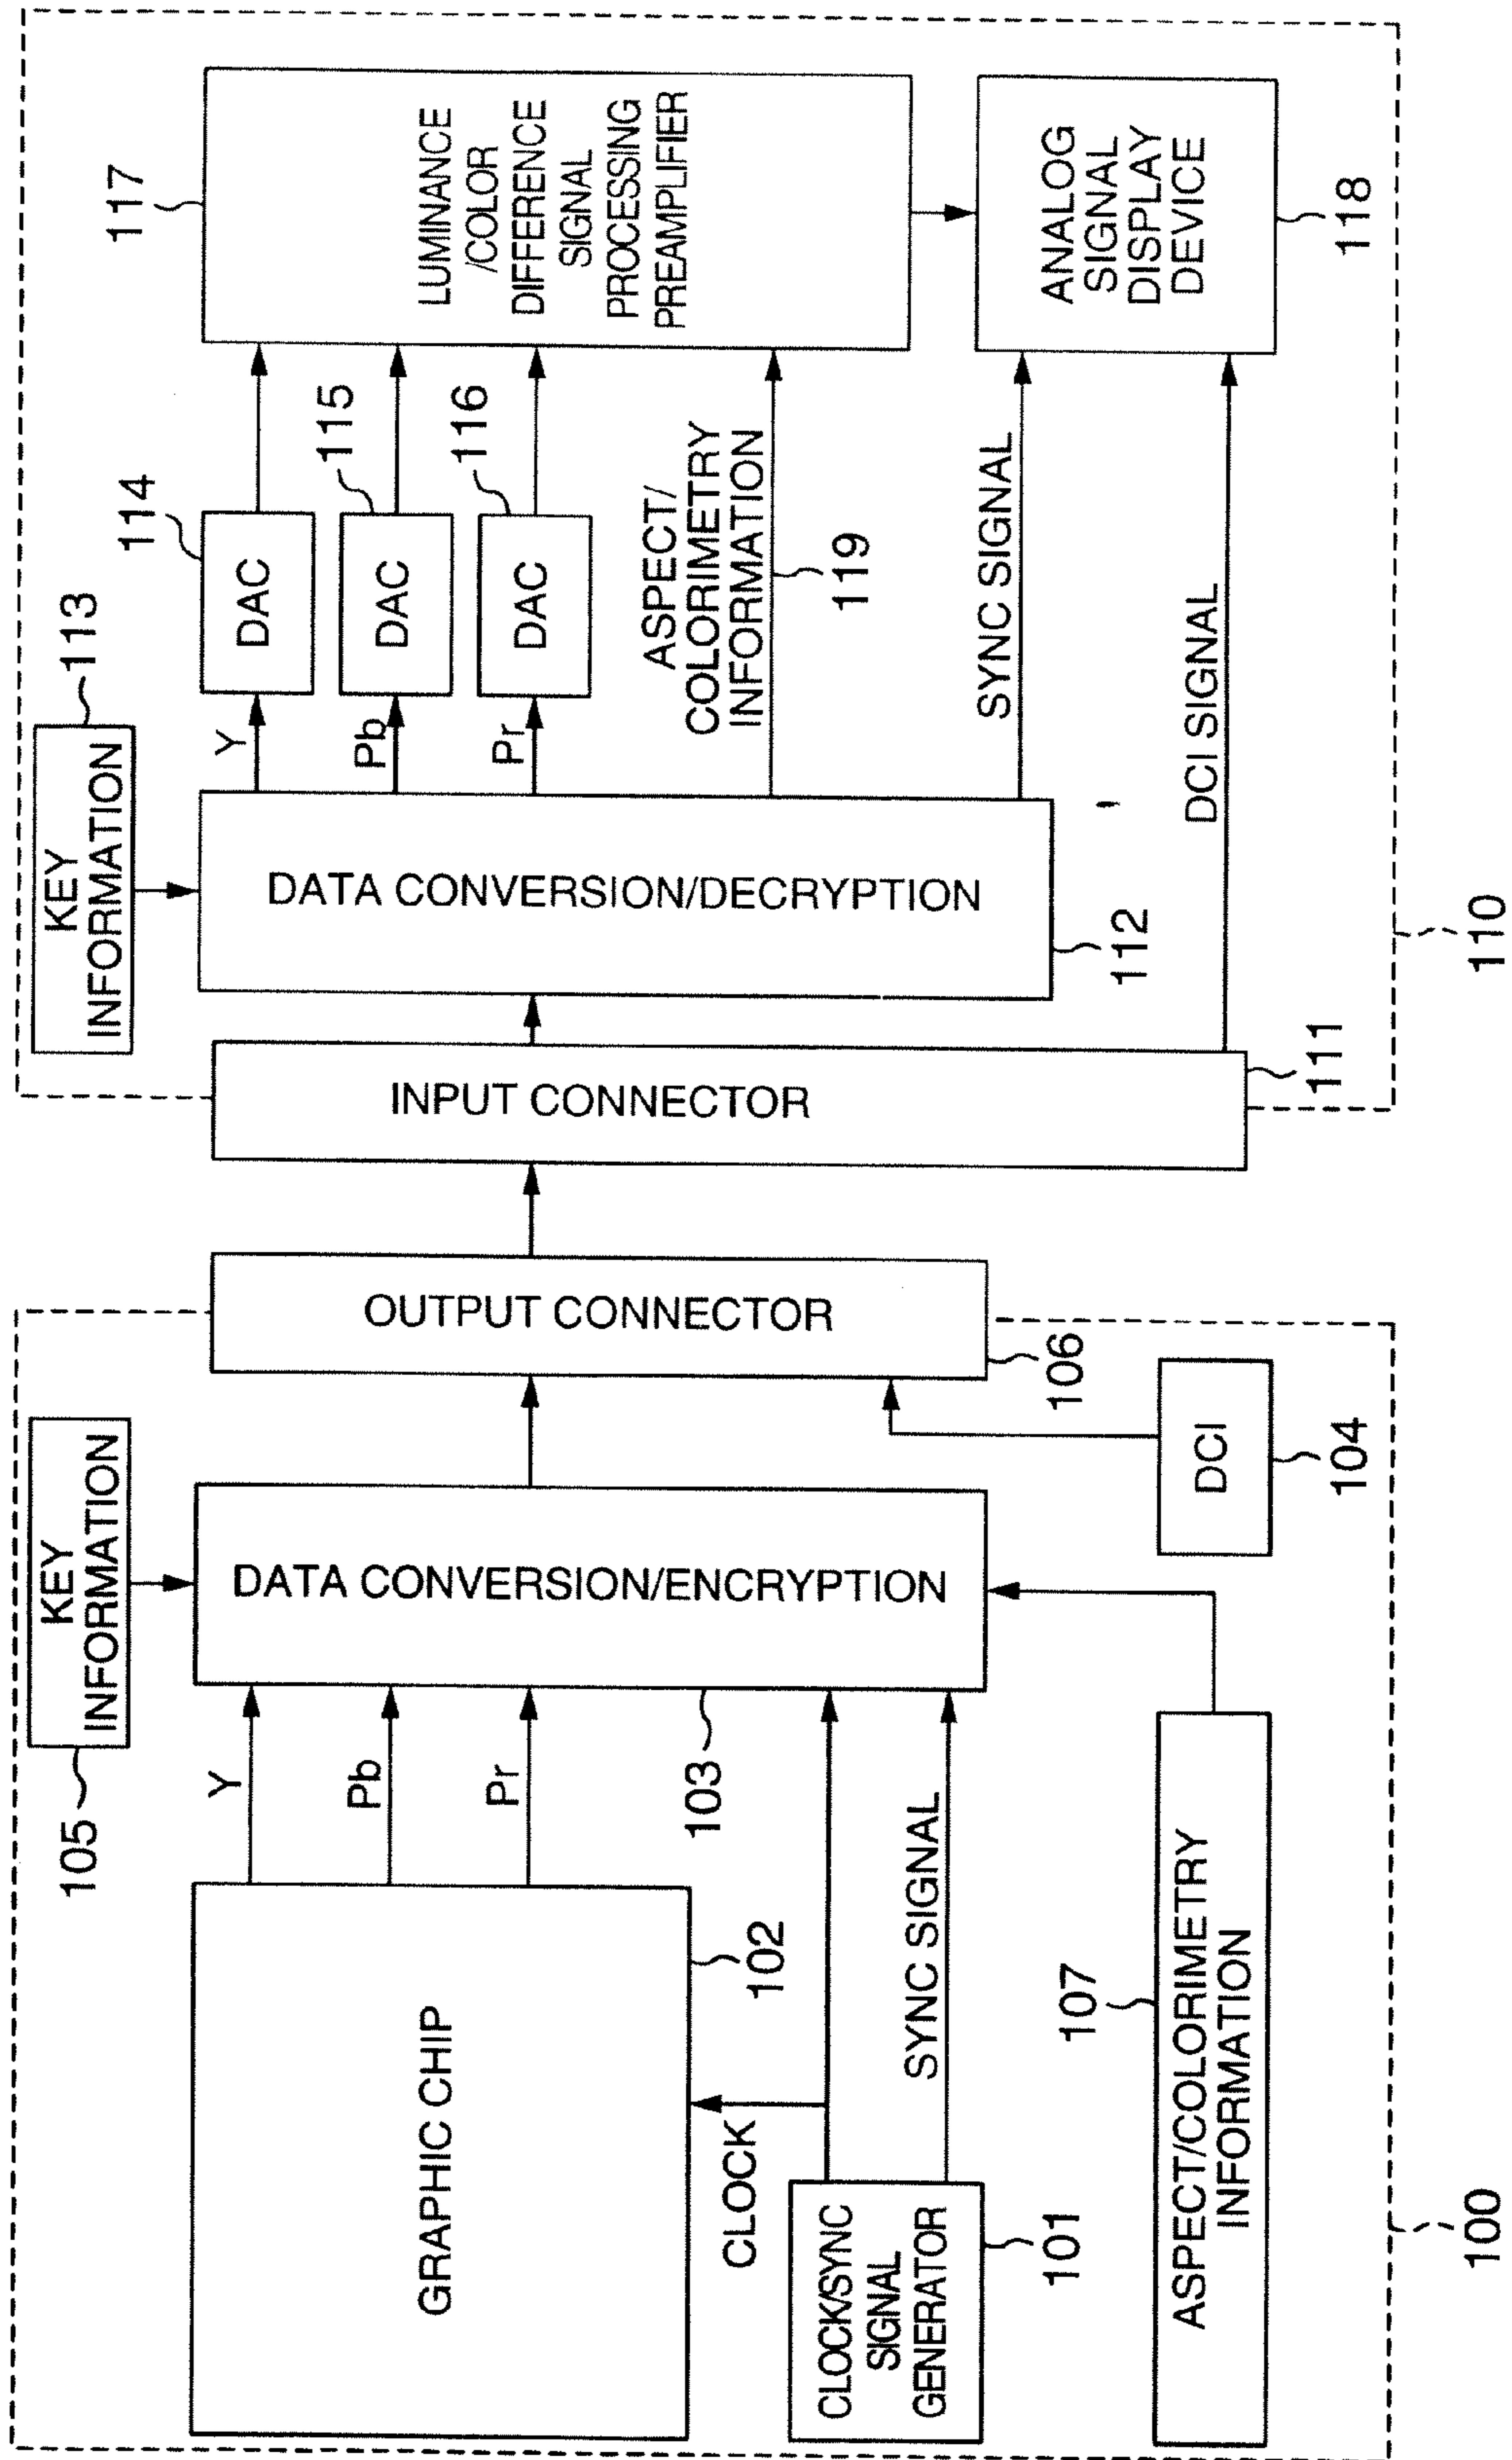 105
KEY
INFORMATION
GRAPHIC CHIP
102
Y
Pb
Pr
DATA CONVERSION/ENCRYPTION
103
CLOCK
CLOCK/SYNC
SIGNAL
GENERATOR
101
SYNC SIGNAL
107
ASPECT/COLORIMETRY
INFORMATION
OUTPUT CONNECTOR
106
DCI
104
100
INPUT CONNECTOR
111
KEY
INFORMATION
113
DATA CONVERSION/DECRYPTION
112
Y
Pb
Pr
DAC
114
DAC
115
DAC
116
ASPECT/
COLORIMETRY
INFORMATION
119
SYNC SIGNAL
DCI SIGNAL
117
LUMINANCE
/COLOR
DIFFERENCE
SIGNAL
PROCESSING
PREAMPLIFIER
ANALOG
SIGNAL
DISPLAY
DEVICE
118
110